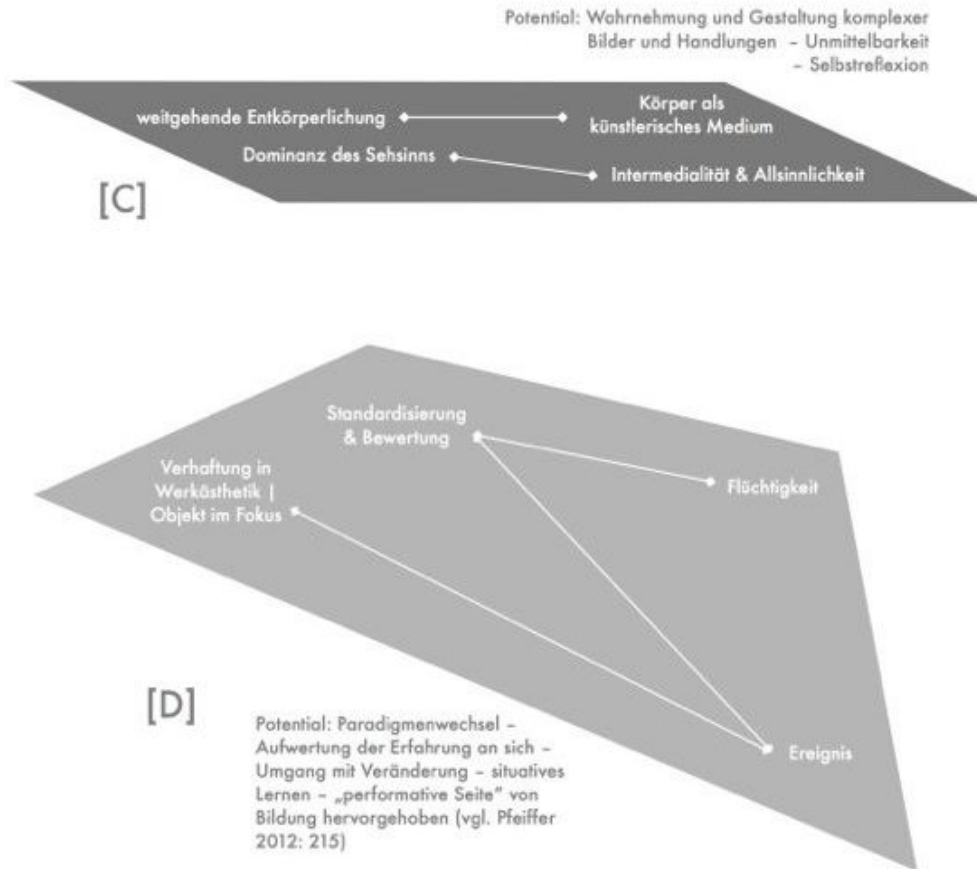 Potential: Wahrnehmung und Gestaltung komplexer
Bilder und Handlungen – Unmittelbarkeit
– Selbstreflexion
weitgehende Entkörperlichung
Körper als
künstlerisches Medium
Dominanz des Sehsinns
Intermedialität & Allsinnlichkeit
[C]
Standardisierung
& Bewertung
Verhaftung in
Werkästhetik |
Objekt im Fokus
Flüchtigkeit
Ereignis
[D]
Potential: Paradigmenwechsel –
Aufwertung der Erfahrung an sich –
Umgang mit Veränderung – situatives
Lernen – „performative Seite" von
Bildung hervorgehoben (vgl. Pfeiffer
2012: 215)